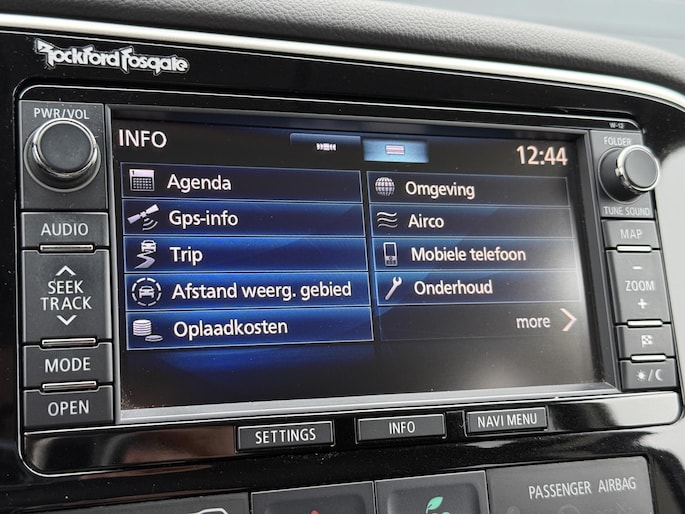 Rockford Fosgate
PWR/VOL
W-12
FOLDER
INFO
12:44
Agenda
Omgeving
TUNE SOUND
Gps-info
Airco
AUDIO
MAP
Trip
Mobiele telefoon
SEEK
TRACK
Afstand weerg. gebied
Onderhoud
ZOOM
Oplaadkosten
more
MODE
OPEN
SETTINGS
INFO
NAVI MENU
PASSENGER AIRBAG